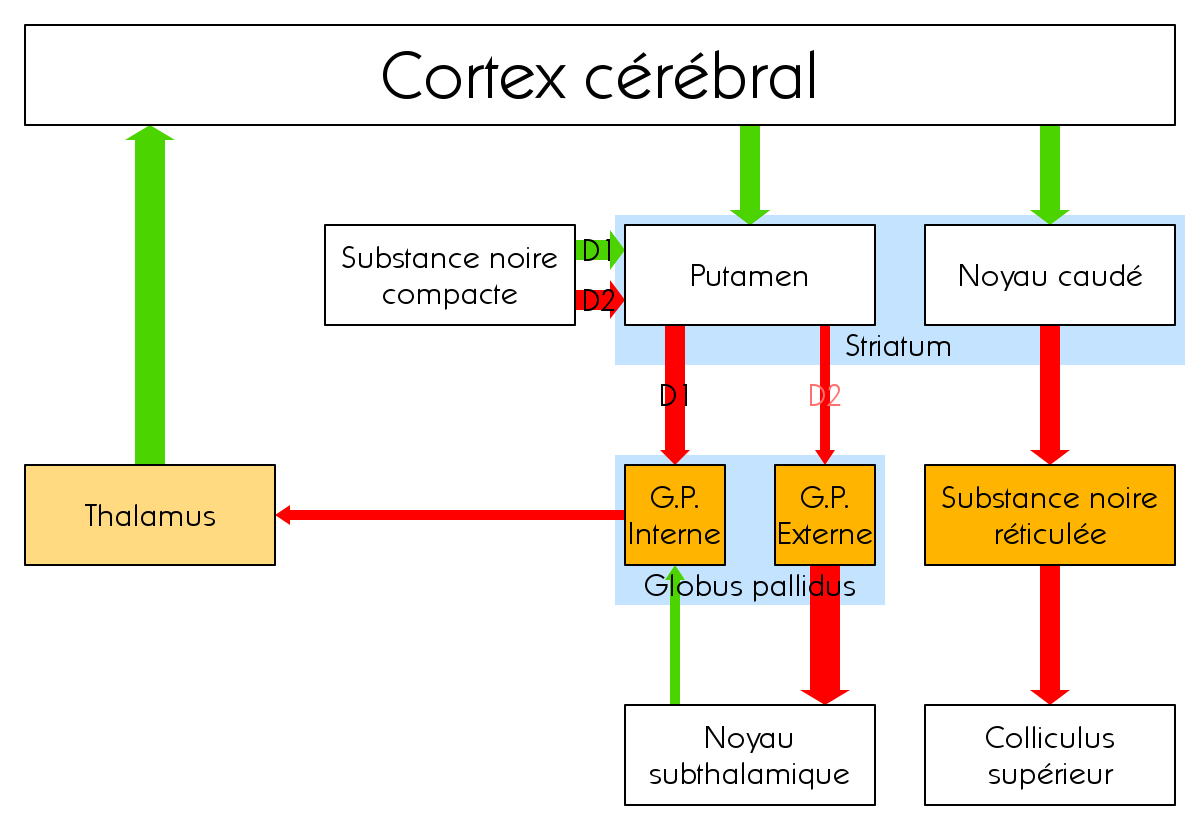 Cortex cérébral
Substance noire
compacte
D1
D2
Putamen
Noyau caudé
Striatum
D1
D2
Thalamus
G.P.
Interne
G.P.
Externe
Substance noire
réticulée
Globus pallidus
Noyau
subthalamique
Colliculus
supérieur